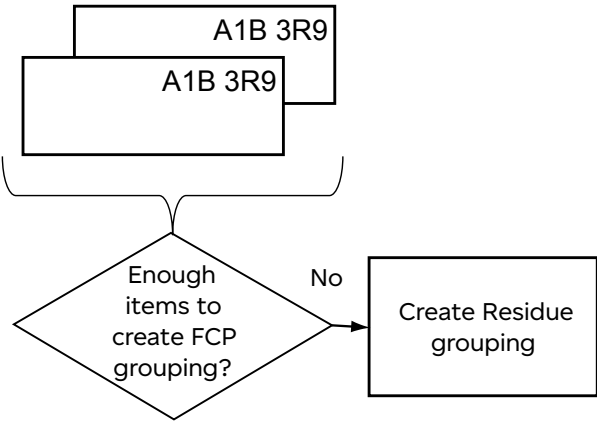 A1B 3R9
A1B 3R9
Enough
items to
create FCP
grouping?
No
Create Residue
grouping